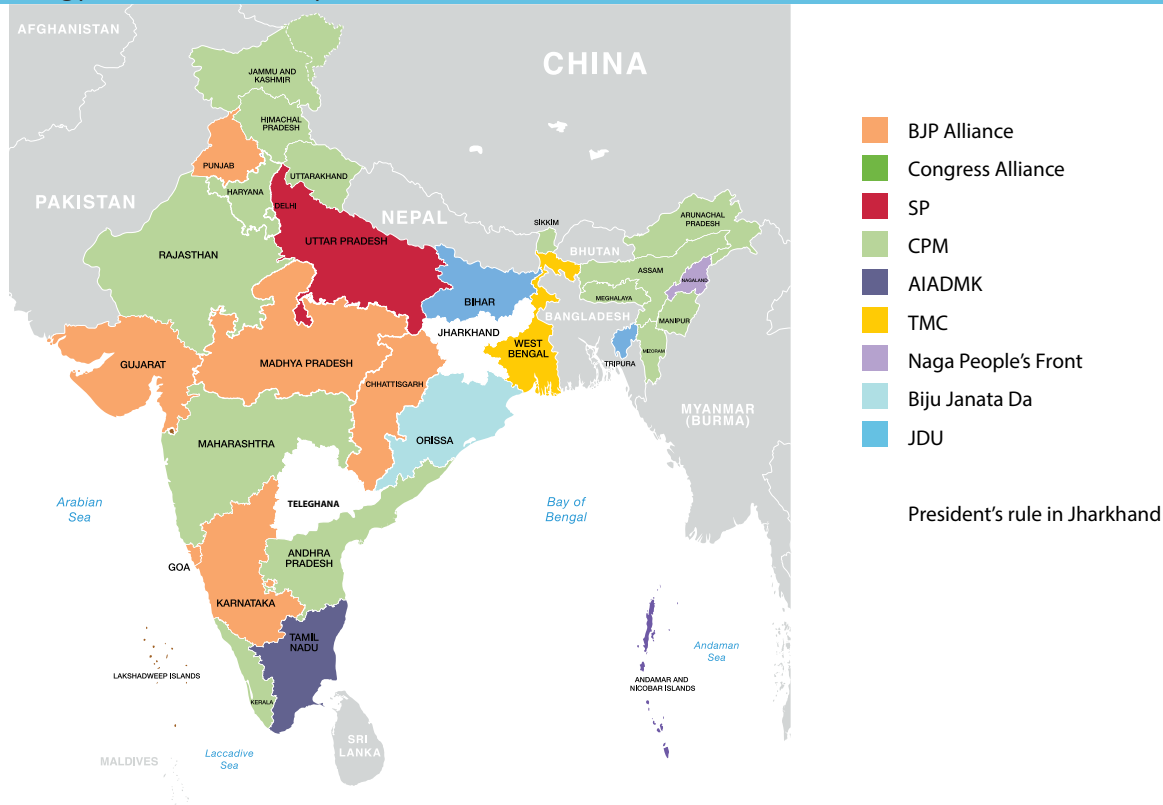 AFGHANISTAN
CHINA
JAMMU AND
KASHMIR
HIMACHAL
PRADESH
PUNJAB
UTTARAKHAND
HARYANA
PAKISTAN
DELHI
NEPAL
ARUNACHAL
PRADESH
SIKKIM
UTTAR PRADESH
RAJASTHAN
BHUTAN
ASSAM
NAGALAND
BIHAR
MEGHALAYA
BANGLADESH
MANIPUR
JHARKHAND
WEST
BENGAL
MIZORAM
TRIPURA
GUJARAT
MADHYA PRADESH
CHHATTISGARH
MYANMAR
(BURMA)
MAHARASHTRA
ORISSA
Arabian
Sea
TELEGHANA
Bay of
Bengal
ANDHRA
PRADESH
GOA
KARNATAKA
TAMIL
NADU
Andaman
Sea
LAKSHADWEEP ISLANDS
ANDAMAR AND
NICOBAR ISLANDS
KERALA
SRI
LANKA
Laccadive
Sea
MALDIVES
BJP Alliance
Congress Alliance
SP
CPM
AIADMK
TMC
Naga People's Front
Biju Janata Da
JDU
President's rule in Jharkhand